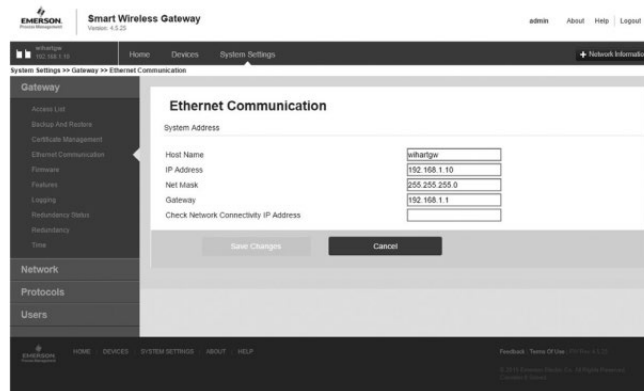 EMERSON.
Process Management
Smart Wireless Gateway
Version: 4.5.25
admin About Help Logout
wihartgw
192.168.1.10
Home Devices System Settings
+ Network Informatio
System Settings >> Gateway >> Ethernet Communication
Gateway
Access List
Backup And Restore
Certificate Management
Ethernet Communication
Firmware
Features
Logging
Redundancy Status
Redundancy
Time
Network
Protocols
Users
Ethernet Communication
System Address
Host Name wihartgw
IP Address 192.168.1.10
Net Mask 255.255.255.0
Gateway 192.168.1.1
Check Network Connectivity IP Address
Save Changes Cancel
EMERSON
Process Management
HOME DEVICES SYSTEM SETTINGS ABOUT HELP
Feedback Terms Of Use